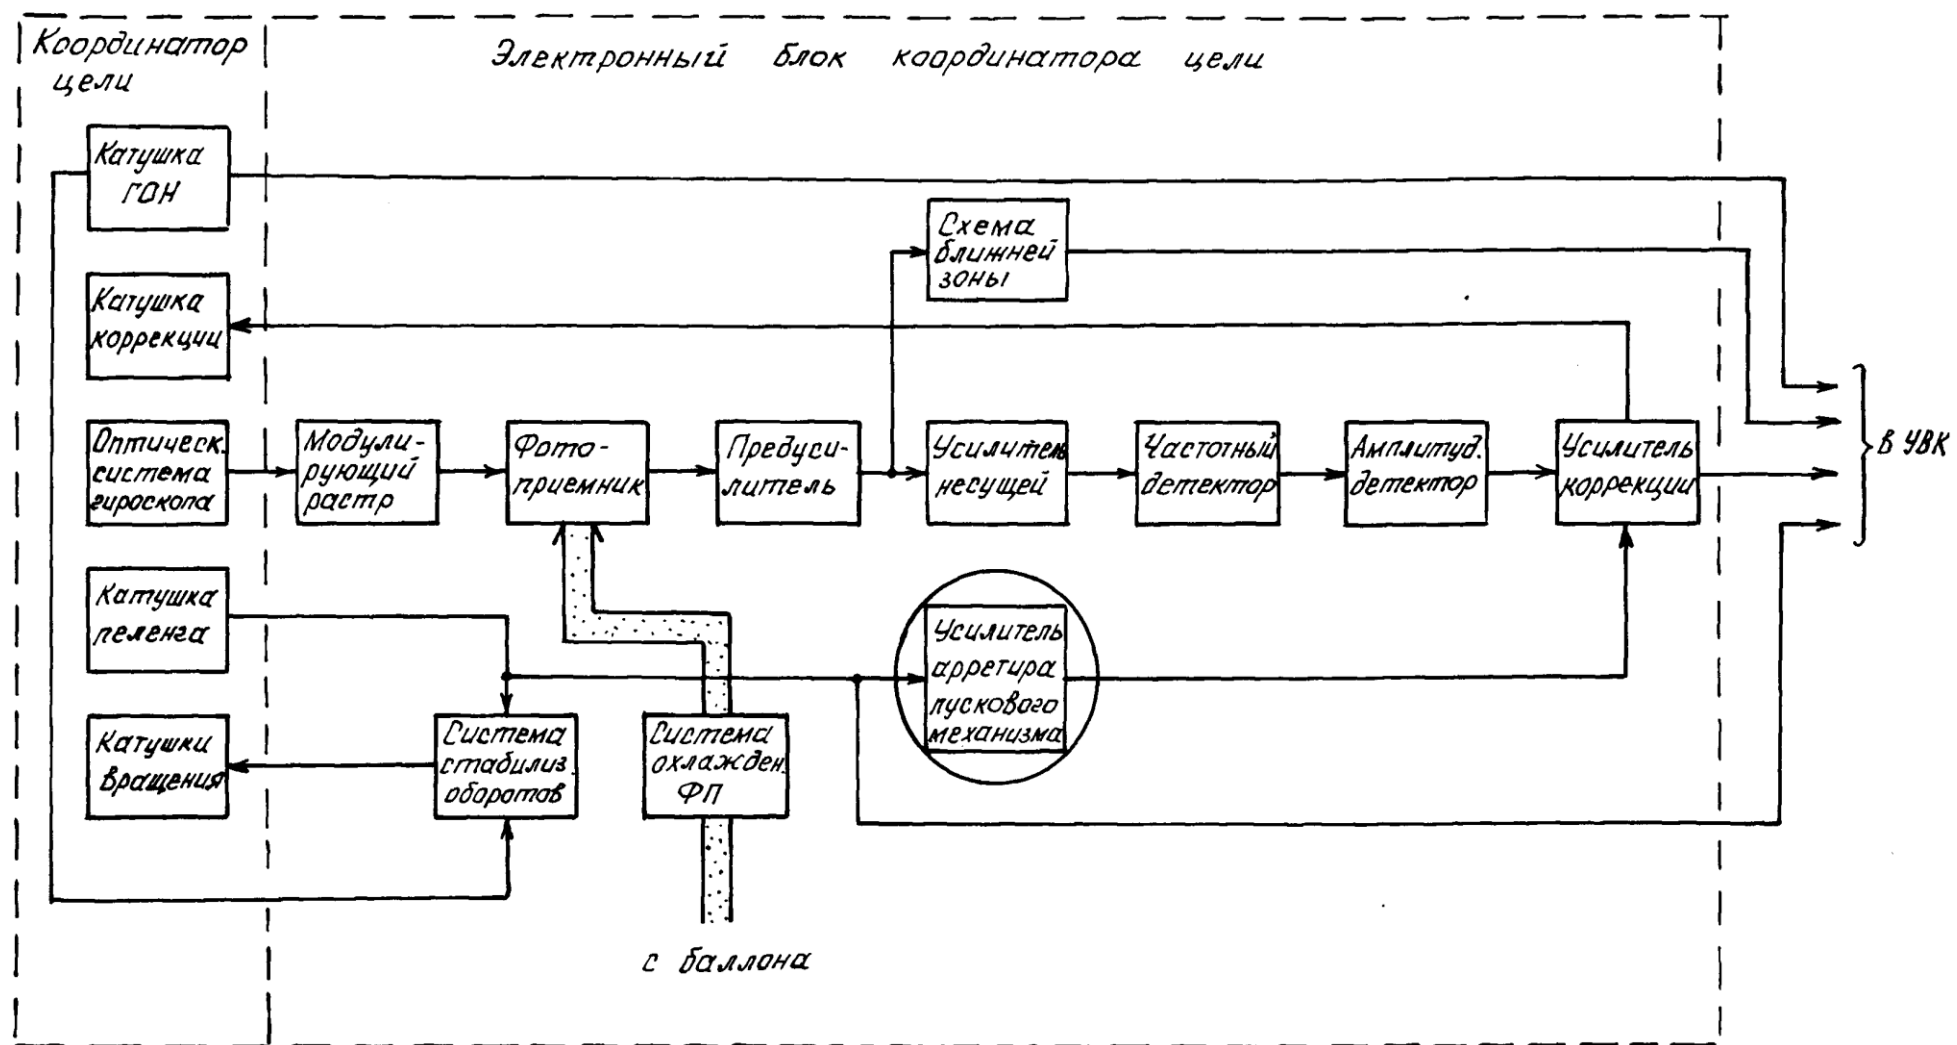 Координатор
цели
Электронный блок координатора цели
Катушка
ГОН
Схема
ближней
зоны
Катушка
коррекции
Оптическ.
система
гироскопа
Модули-
рующий
растр
Фото-
приемник
Предуси-
литель
Усилитель
несущей
Частотный
детектор
Амплитуд.
детектор
Усилитель
коррекции
В УВК
Катушка
пеленга
Усилитель
арретира
пускового
механизма
Катушки
вращения
Система
стабилиз.
оборотов
Система
охлажден.
ФП
с баллона